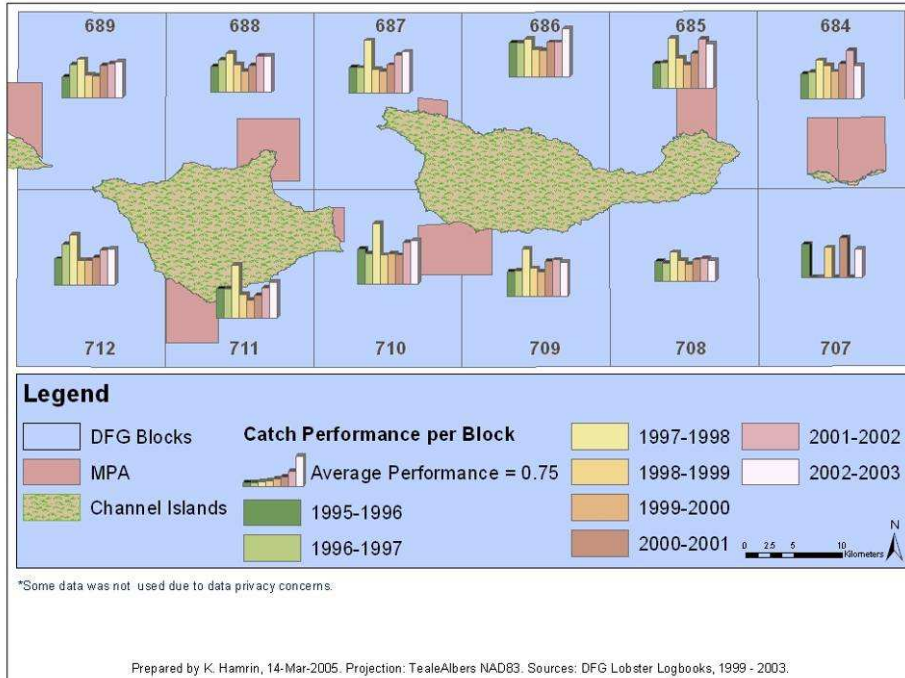 689 688 687 686 685 684
712 711 710 709 708 707
Legend
DFG Blocks
MPA
Channel Islands
Catch Performance per Block
Average Performance = 0.75
1995-1996
1996-1997
1997-1998
1998-1999
1999-2000
2000-2001
2001-2002
2002-2003
N
0 2.5 5 10
Kilometers
*Some data was not used due to data privacy concerns.
Prepared by K. Hamrin, 14-Mar-2005. Projection: TealeAlbers NAD83. Sources: DFG Lobster Logbooks, 1999 - 2003.